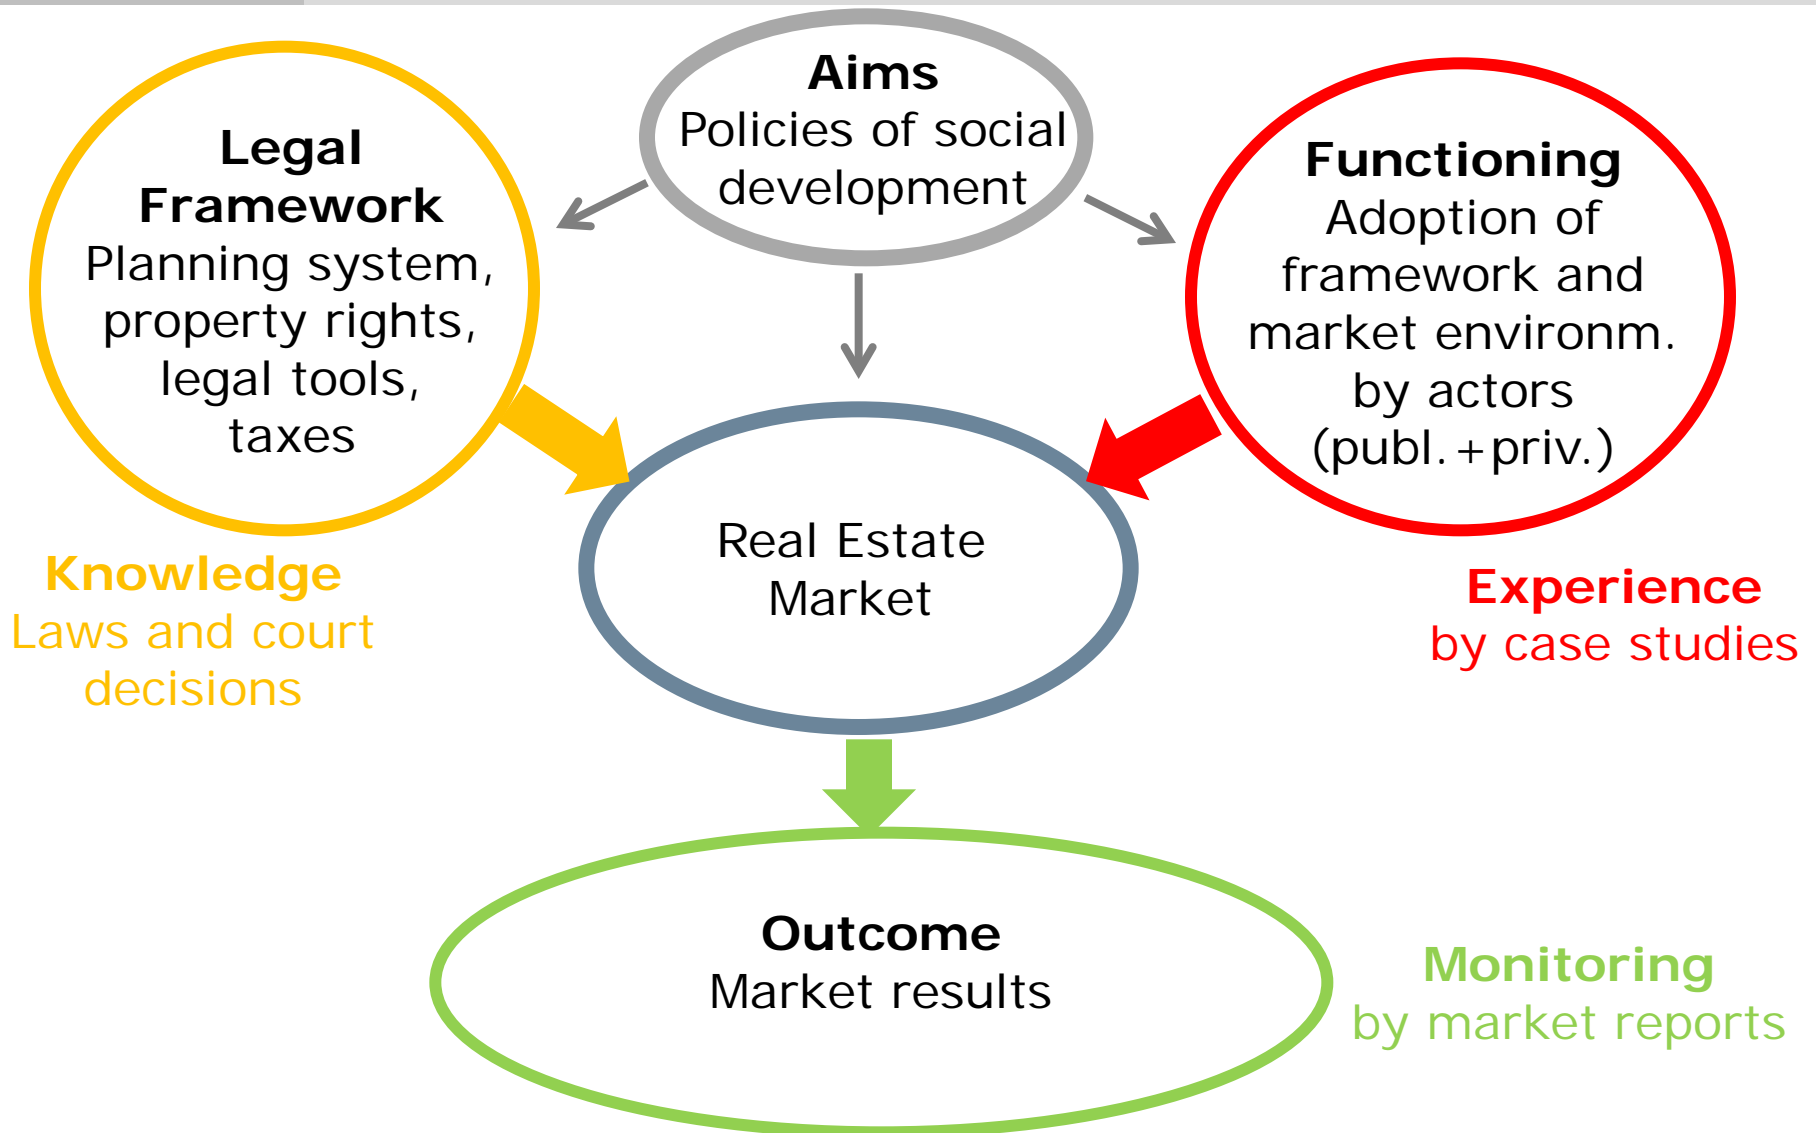 Aims
Policies of social
development
Legal
Framework
Planning system,
property rights,
legal tools,
taxes
Functioning
Adoption of
framework and
market environm.
by actors
(publ.+priv.)
Real Estate
Market
Knowledge
Laws and court
decisions
Experience
by case studies
Outcome
Market results
Monitoring
by market reports